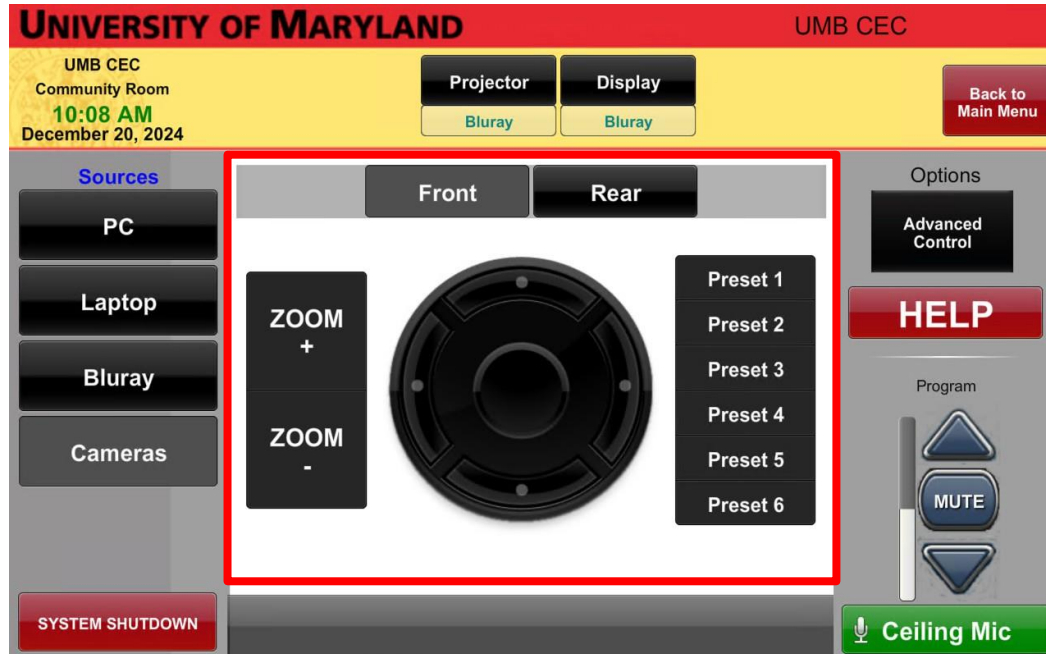 UNIVERSITY OF MARYLAND
UMB CEC
UMB CEC
Community Room
10:08 AM
December 20, 2024
Projector
Display
Bluray
Bluray
Back to
Main Menu
Sources
PC
Laptop
Bluray
Cameras
SYSTEM SHUTDOWN
Front
Rear
ZOOM
+
ZOOM
-
Preset 1
Preset 2
Preset 3
Preset 4
Preset 5
Preset 6
Options
Advanced
Control
HELP
Program
MUTE
Ceiling Mic